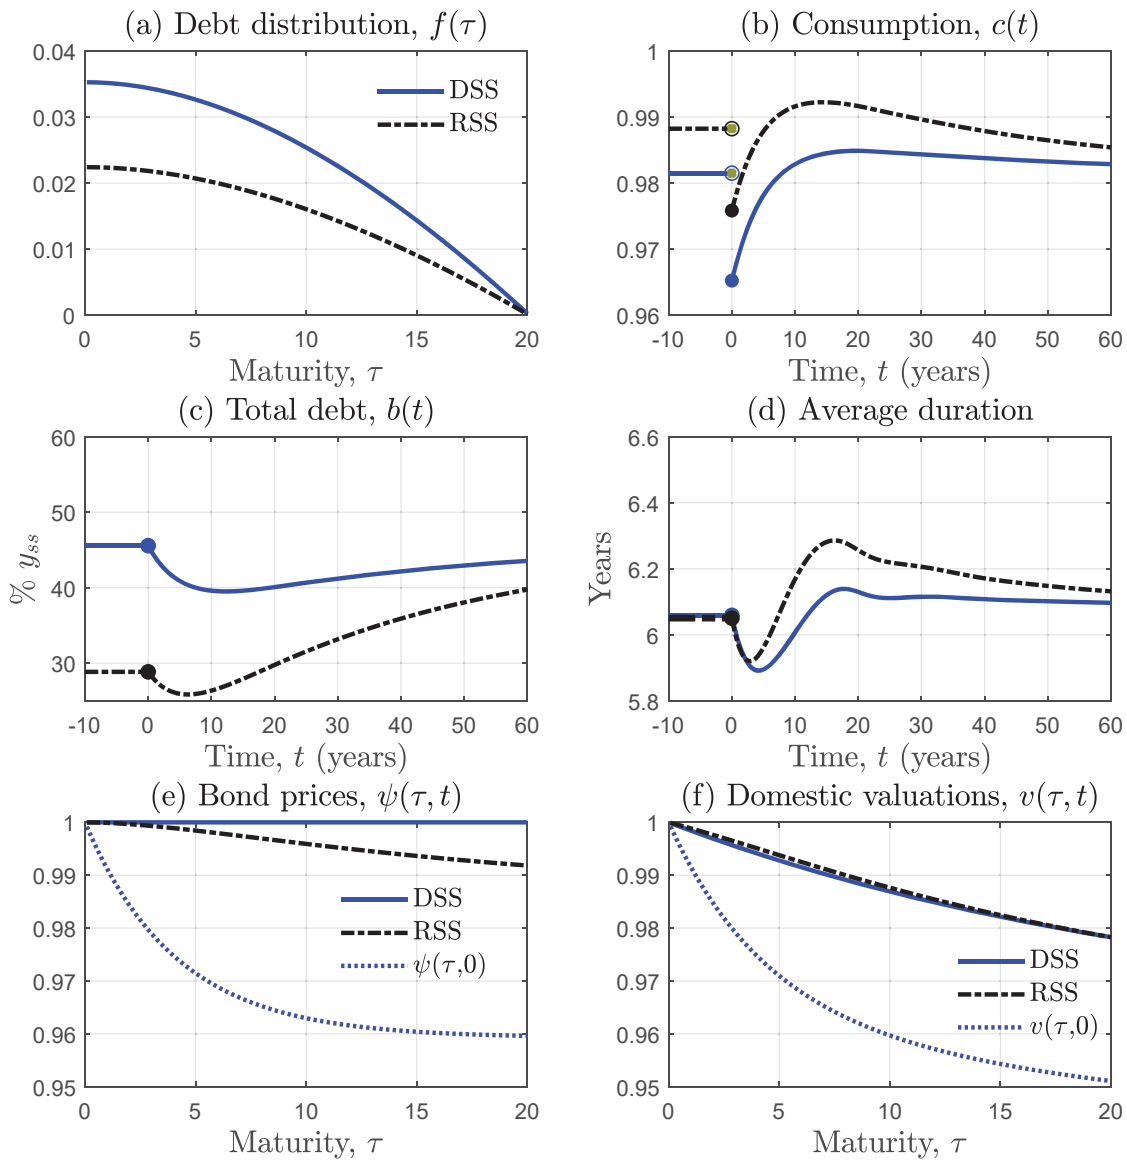 (a) Debt distribution, f(τ)
0.04
0.03
0.02
0.01
0
0 5 10 15 20
Maturity, τ
DSS
RSS
(b) Consumption, c(t)
1
0.99
0.98
0.97
0.96
-10 0 10 20 30 40 50 60
Time, t (years)
(c) Total debt, b(t)
% yss
60
50
40
30
-10 0 10 20 30 40 50 60
Time, t (years)
(d) Average duration
Years
6.6
6.4
6.2
6
5.8
-10 0 10 20 30 40 50 60
Time, t (years)
(e) Bond prices, ψ(τ, t)
1
0.99
0.98
0.97
0.96
0.95
0 5 10 15 20
Maturity, τ
DSS
RSS
ψ(τ,0)
(f) Domestic valuations, v(τ, t)
1
0.99
0.98
0.97
0.96
0.95
0 5 10 15 20
Maturity, τ
DSS
RSS
v(τ,0)